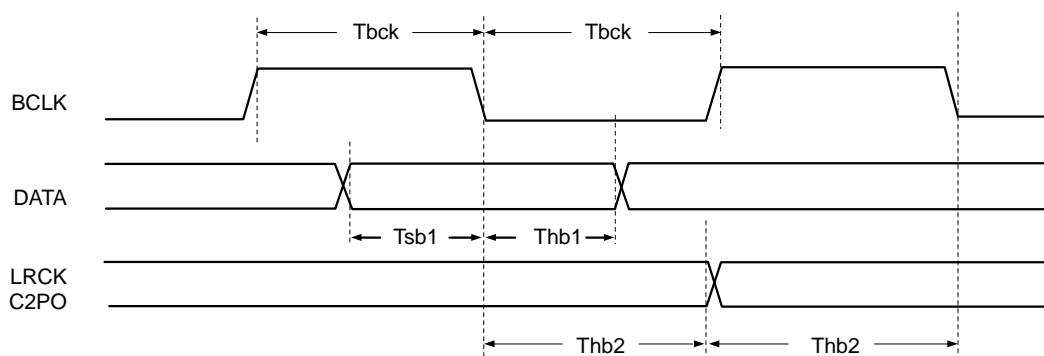 Tbck Tbck
BCLK
DATA
Tsb1 Thb1
LRCK
C2PO
Thb2 Thb2